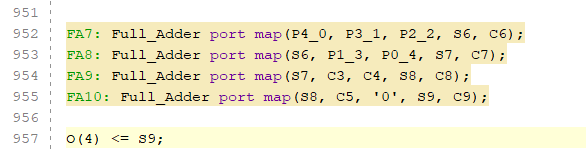 951
952 FA7: Full_Adder port map(P4_0, P3_1, P2_2, S6, C6);
953 FA8: Full_Adder port map(S6, P1_3, P0_4, S7, C7);
954 FA9: Full_Adder port map(S7, C3, C4, S8, C8);
955 FA10: Full_Adder port map(S8, C5, '0', S9, C9);
956
957 O(4) <= S9;